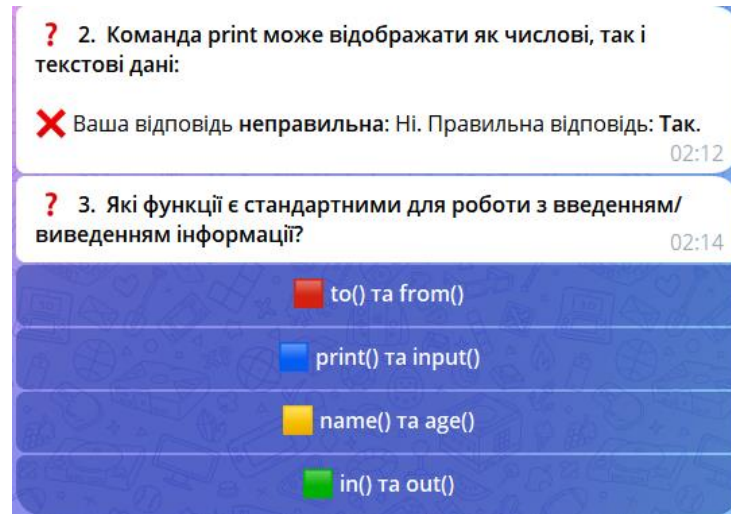 ❓ 2. Команда print може відображати як числові, так і
текстові дані:
❌ Ваша відповідь неправильна: Ні. Правильна відповідь: Так.
02:12
❓ 3. Які функції є стандартними для роботи з введенням/
виведенням інформації?
02:14
🟥 to() та from()
🟦 print() та input()
🟨 name() та age()
🟩 in() та out()